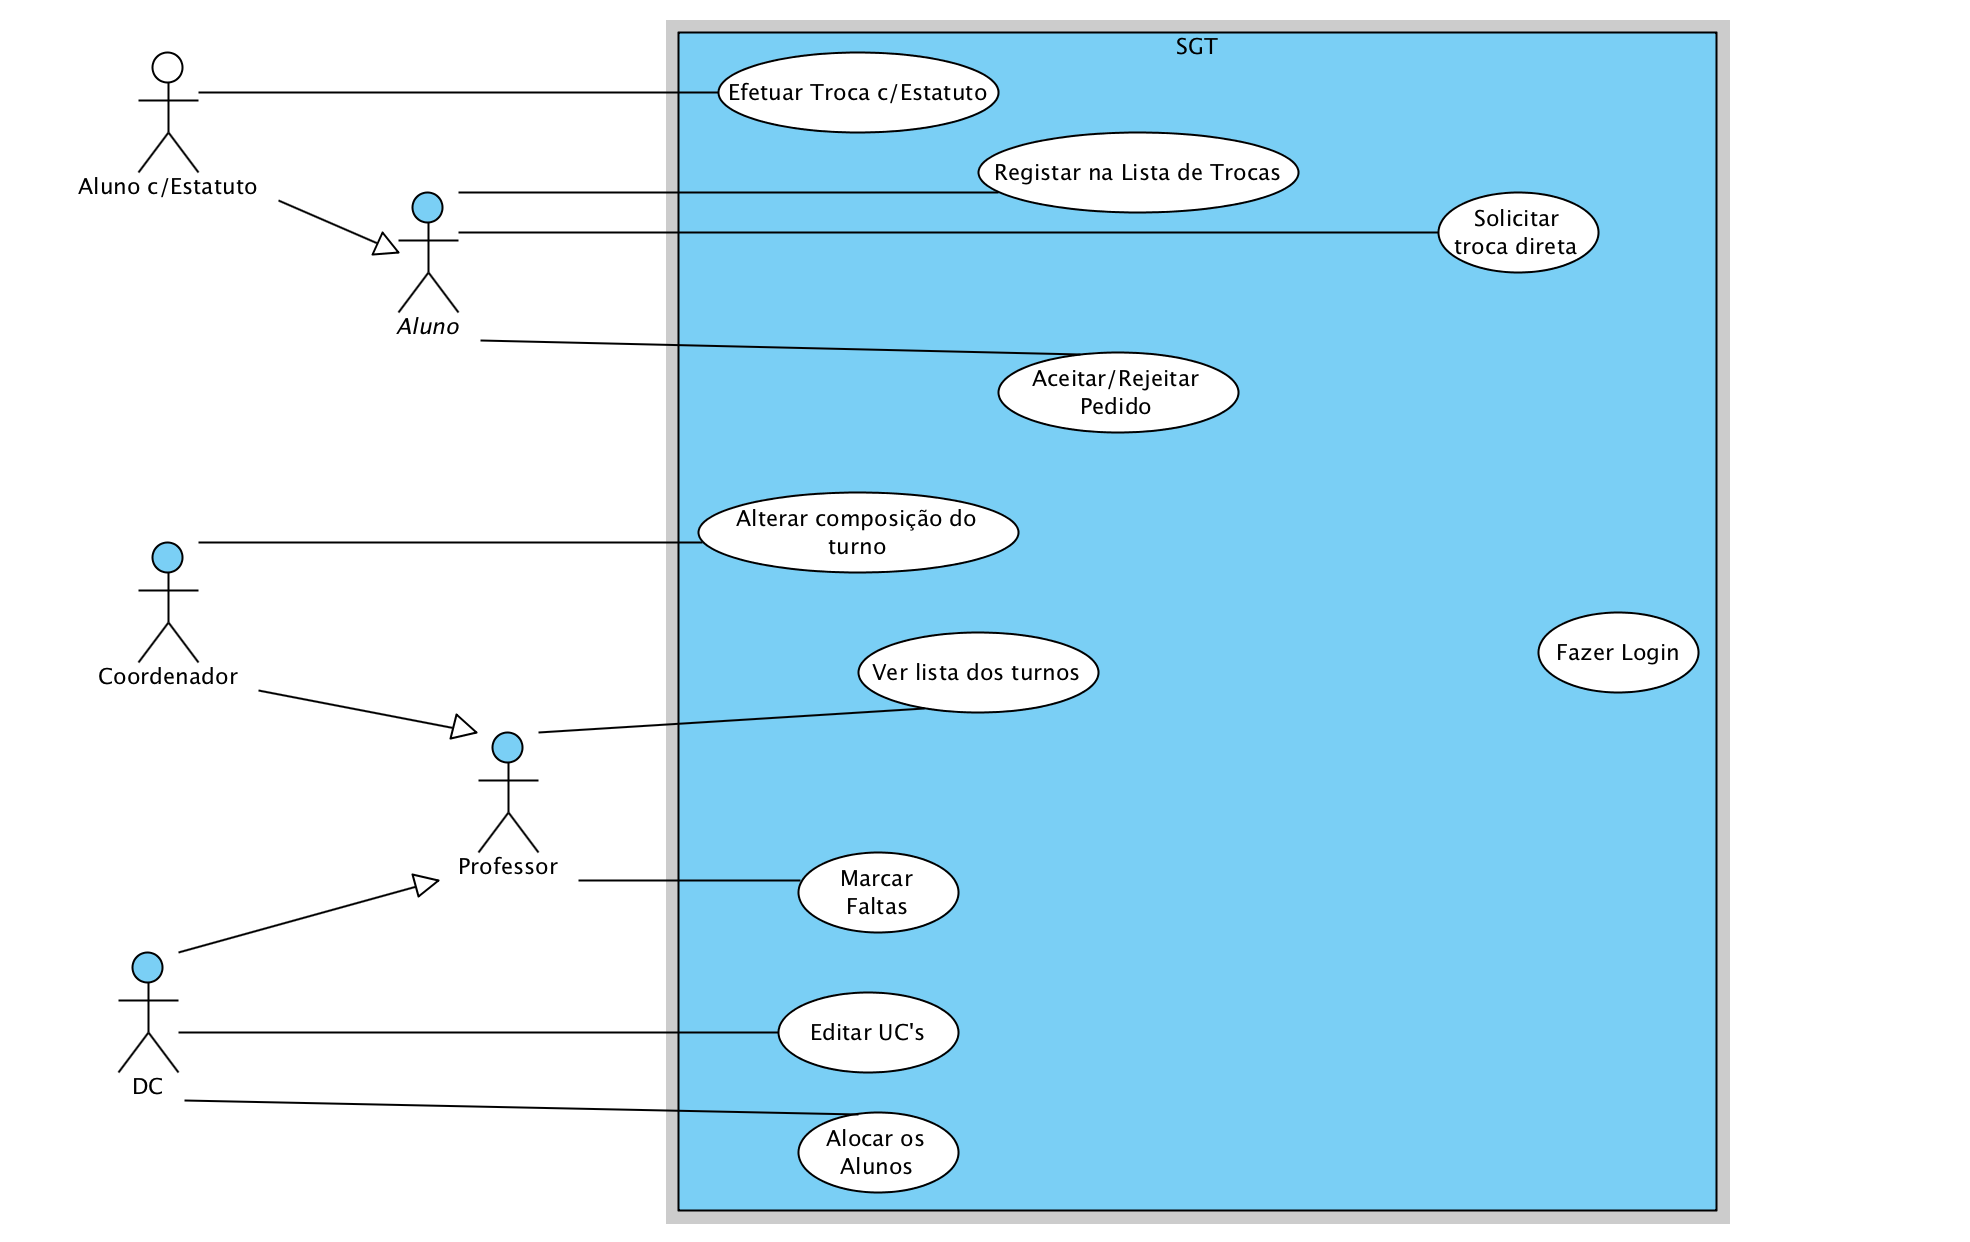 SGT
Efetuar Troca c/Estatuto
Registar na Lista de Trocas
Aluno c/Estatuto
Solicitar
troca direta
Aluno
Aceitar/Rejeitar
Pedido
Alterar composição do
turno
Coordenador
Ver lista dos turnos
Fazer Login
Professor
Marcar
Faltas
Editar UC's
DC
Alocar os
Alunos